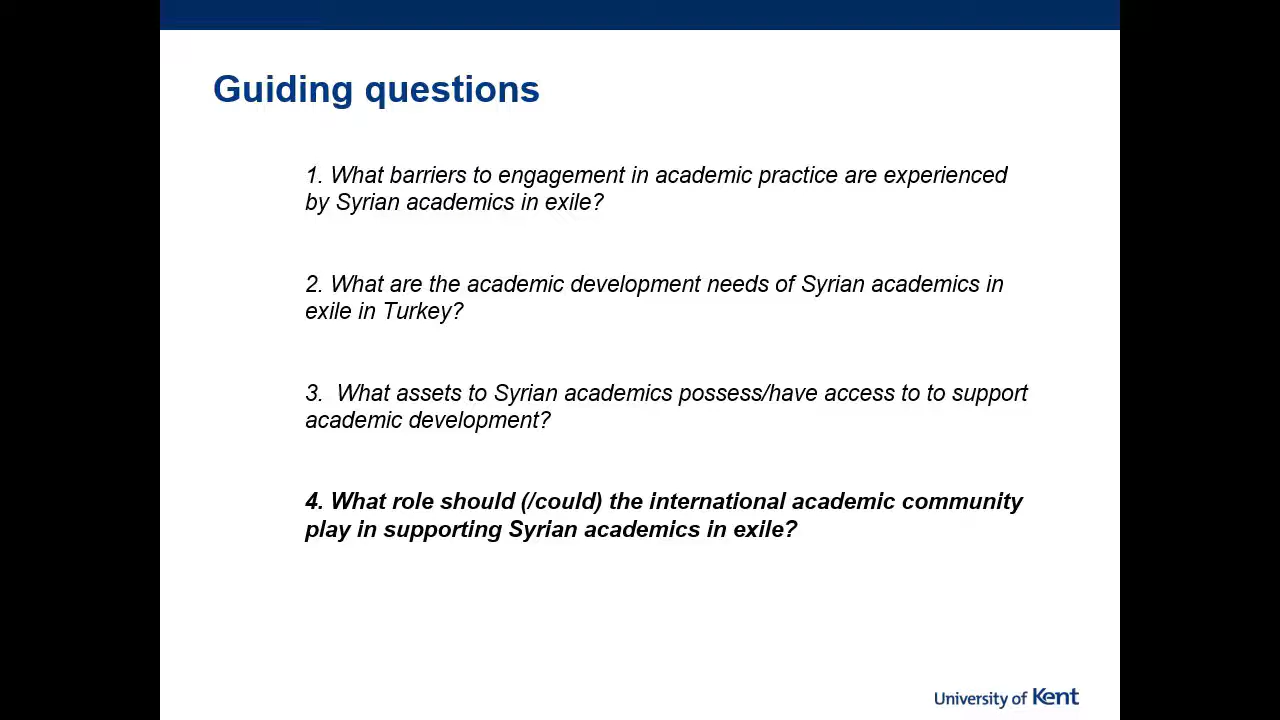 Guiding questions
1. What barriers to engagement in academic practice are experienced
by Syrian academics in exile?
2. What are the academic development needs of Syrian academics in
exile in Turkey?
3.  What assets to Syrian academics possess/have access to to support
academic development?
4. What role should (/could) the international academic community
play in supporting Syrian academics in exile?
University of Kent